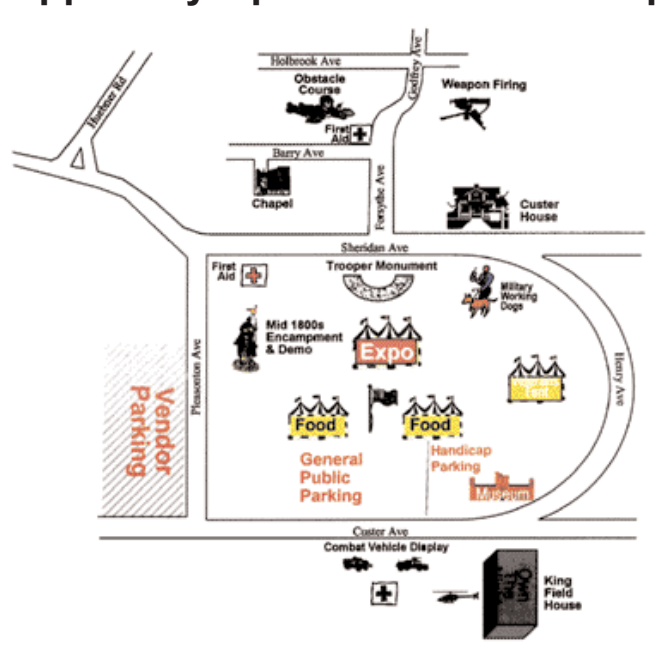 Holbrook Ave
Godfrey Ave
Obstacle
Course
Weapon Firing
Huebner Rd
First
Aid
Barry Ave
Forsythe Ave
Chapel
Custer
House
Sheridan Ave
First
Aid
Trooper Monument
Military
Working
Dogs
Mid 1800s
Encampment
& Demo
Expo
Pleasonton Ave
Henry Ave
Vendor
Parking
Food
Food
General
Public
Parking
Handicap
Parking
Museum
Custer Ave
Combat Vehicle Display
King
Field
House